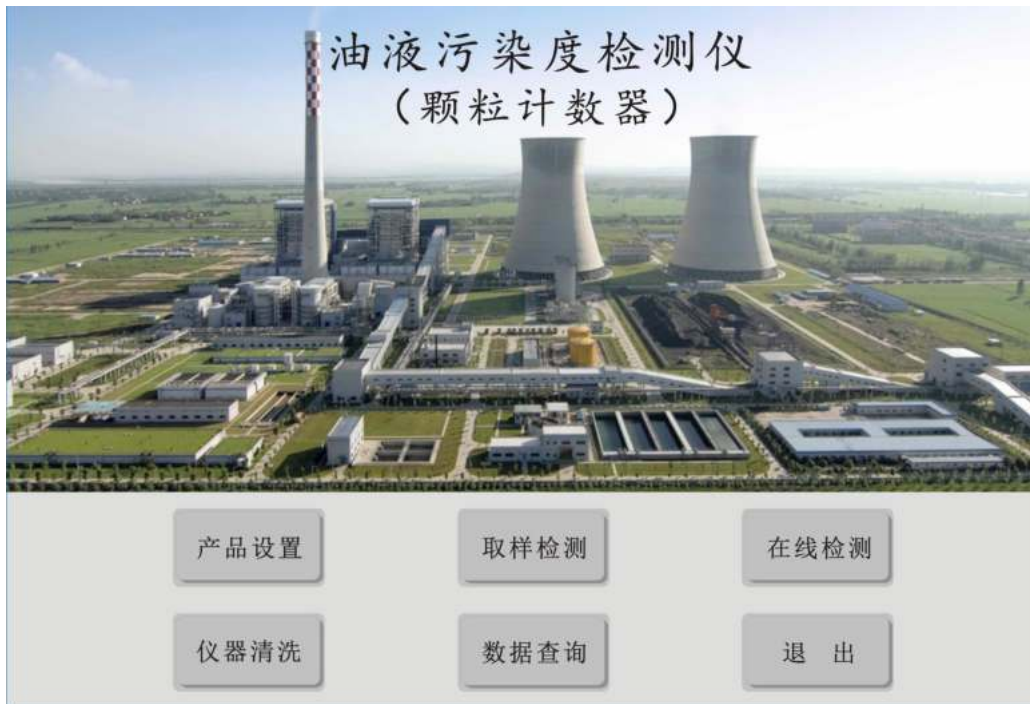 油液污染度检测仪
（颗粒计数器）
产品设置 取样检测 在线检测
仪器清洗 数据查询 退 出